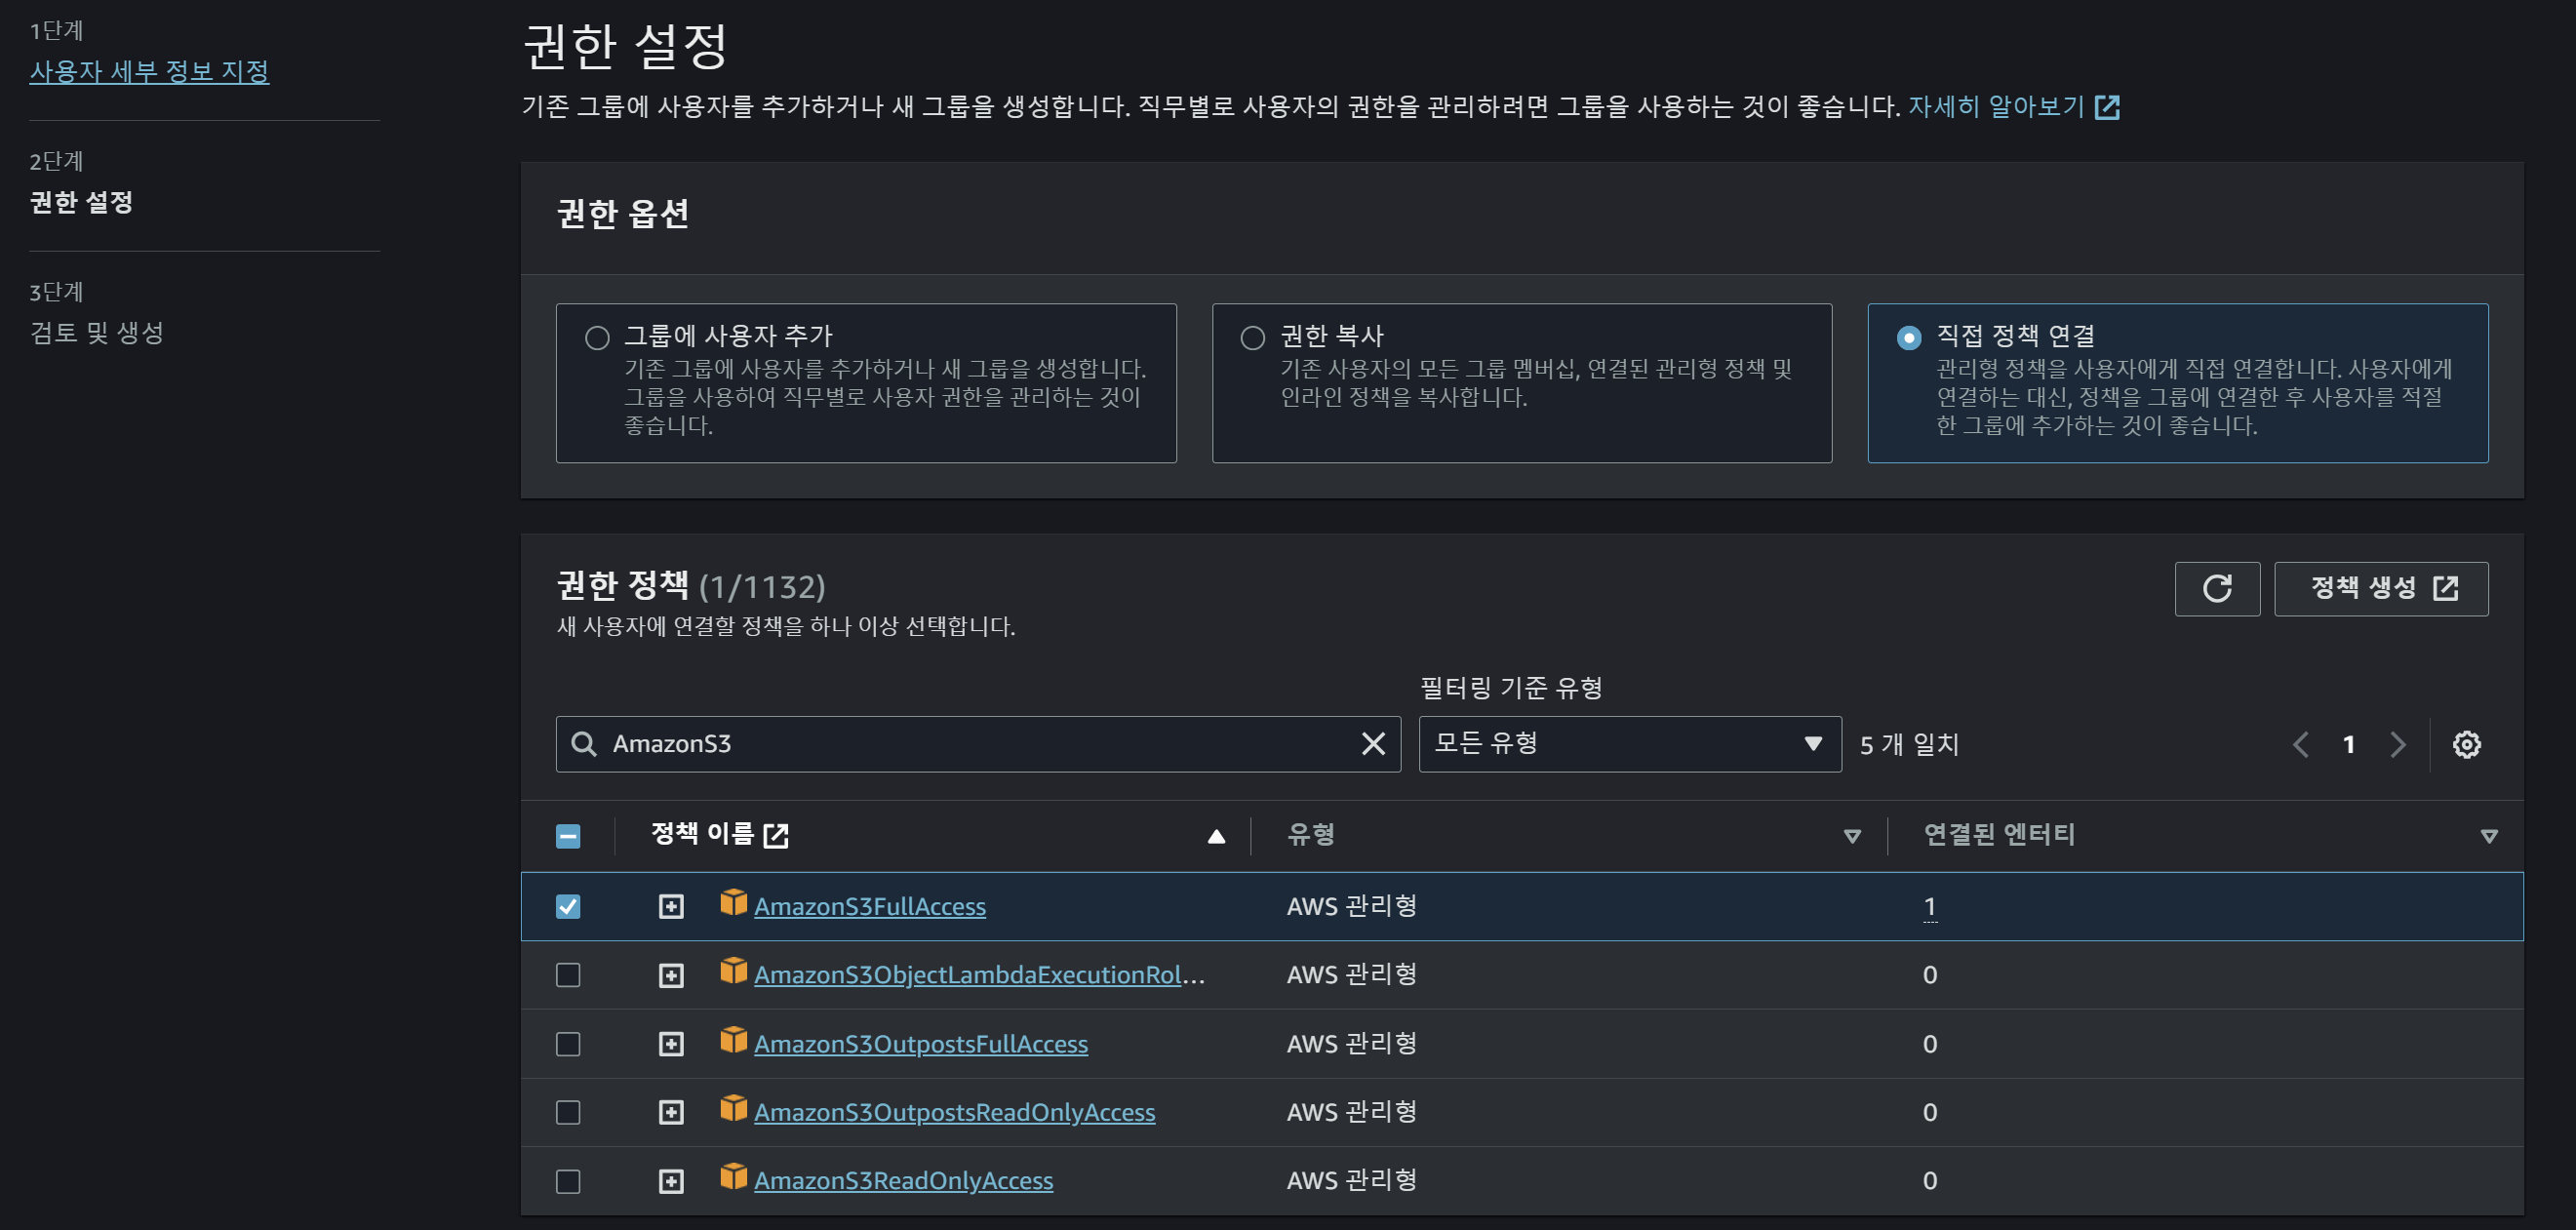 1단계
사용자 세부 정보 지정
2단계
권한 설정
3단계
검토 및 생성
권한 설정
기존 그룹에 사용자를 추가하거나 새 그룹을 생성합니다. 직무별로 사용자의 권한을 관리하려면 그룹을 사용하는 것이 좋습니다. 자세히 알아보기
권한 옵션
그룹에 사용자 추가
기존 그룹에 사용자를 추가하거나 새 그룹을 생성합니다.
그룹을 사용하여 직무별로 사용자 권한을 관리하는 것이
좋습니다.
권한 복사
기존 사용자의 모든 그룹 멤버십, 연결된 관리형 정책 및
인라인 정책을 복사합니다.
직접 정책 연결
관리형 정책을 사용자에게 직접 연결합니다. 사용자에게
연결하는 대신, 정책을 그룹에 연결한 후 사용자를 적절
한 그룹에 추가하는 것이 좋습니다.
권한 정책 (1/1132)
새 사용자에 연결할 정책을 하나 이상 선택합니다.
정책 생성
필터링 기준 유형
AmazonS3
모든 유형
5 개 일치
1
정책 이름 유형 연결된 엔터티
AmazonS3FullAccess AWS 관리형 1
AmazonS3ObjectLambdaExecutionRol... AWS 관리형 0
AmazonS3OutpostsFullAccess AWS 관리형 0
AmazonS3OutpostsReadOnlyAccess AWS 관리형 0
AmazonS3ReadOnlyAccess AWS 관리형 0